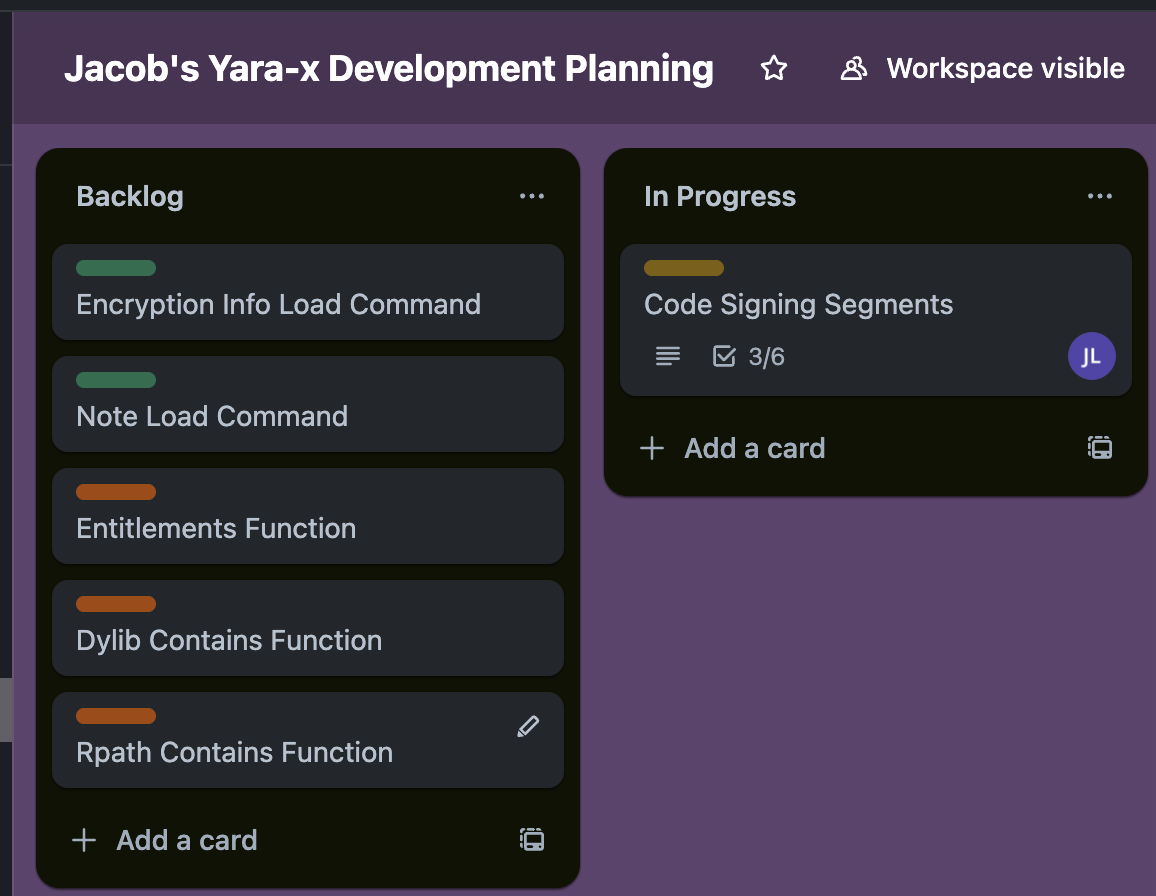 Jacob's Yara-x Development Planning
Workspace visible
Backlog
Encryption Info Load Command
Note Load Command
Entitlements Function
Dylib Contains Function
Rpath Contains Function
Add a card
In Progress
Code Signing Segments
3/6
JL
Add a card